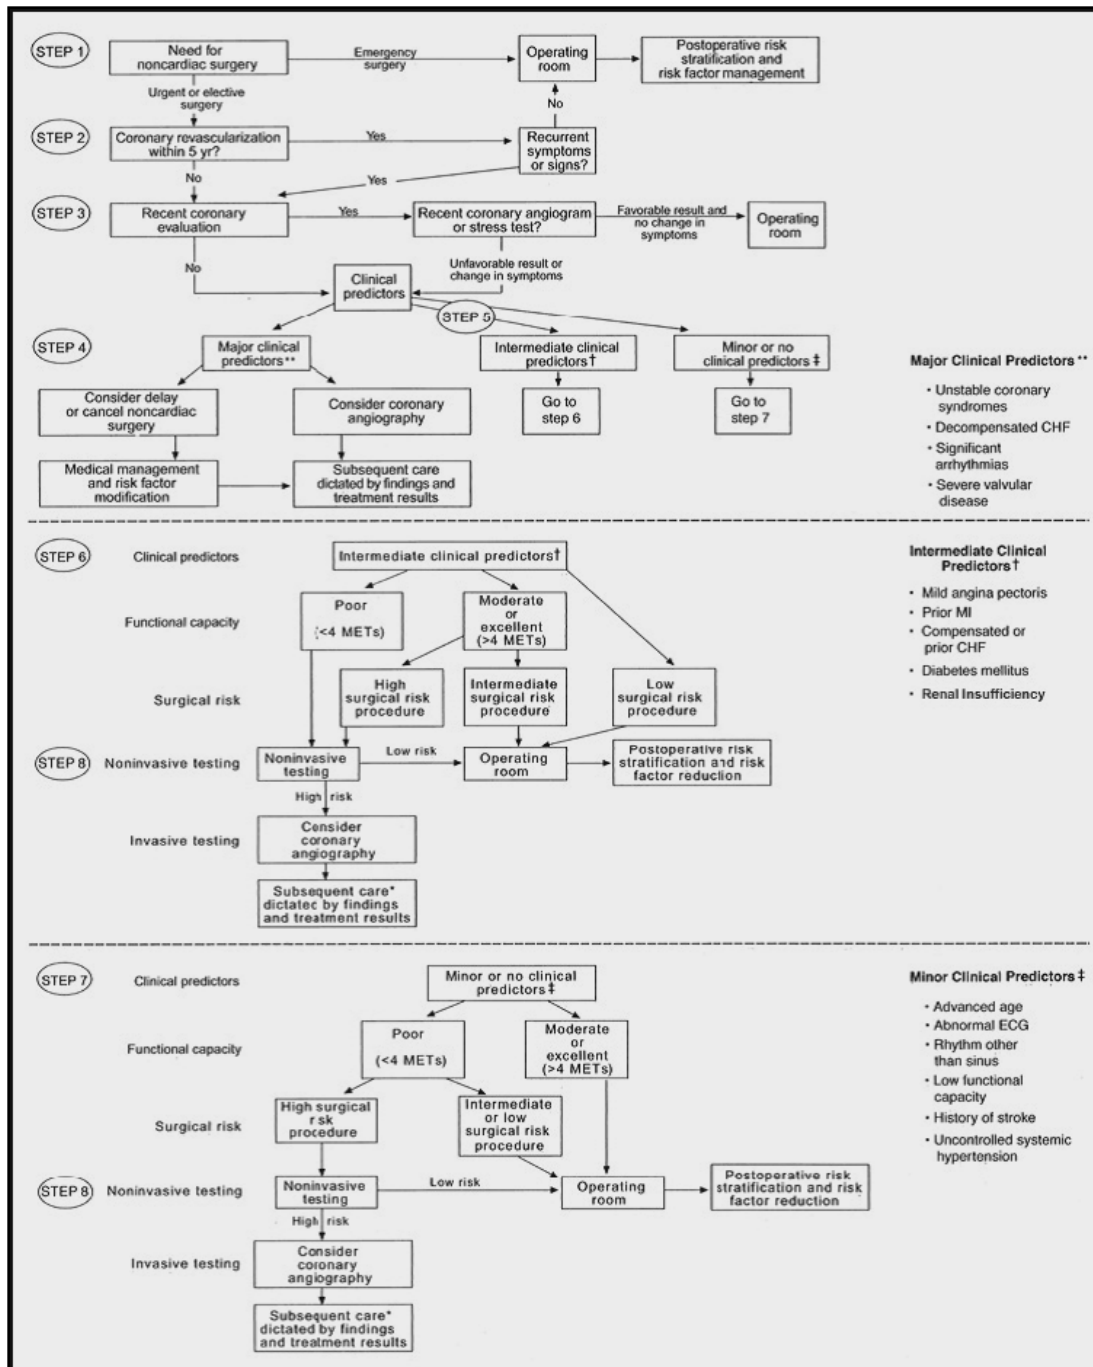 STEP 1
Need for
noncardiac surgery
Emergency
surgery
Operating
room
Postoperative risk
stratification and
risk factor management
Urgent or elective
surgery
No
STEP 2
Coronary revascularization
within 5 yr?
Yes
Recurrent
symptoms
or signs?
No
Yes
STEP 3
Recent coronary
evaluation
Yes
Recent coronary angiogram
or stress test?
Favorable result and
no change in
symptoms
Operating
room
No
Unfavorable result or
change in symptoms
Clinical
predictors
STEP 5
STEP 4
Major clinical
predictors**
Intermediate clinical
predictors†
Minor or no
clinical predictors‡
Consider delay
or cancel noncardiac
surgery
Consider coronary
angiography
Go to
step 6
Go to
step 7
Medical management
and risk factor
modification
Subsequent care
dictated by findings and
treatment results
Major Clinical Predictors**
• Unstable coronary
syndromes
• Decompensated CHF
• Significant
arrhythmias
• Severe valvular
disease
STEP 6
Clinical predictors
Intermediate clinical predictors†
Functional capacity
Poor
(<4 METs)
Moderate
or
excellent
(>4 METs)
Surgical risk
High
surgical risk
procedure
Intermediate
surgical risk
procedure
Low
surgical risk
procedure
STEP 8
Noninvasive testing
Noninvasive
testing
Low risk
Operating
room
Postoperative risk
stratification and risk
factor reduction
High risk
Invasive testing
Consider
coronary
angiography
Subsequent care*
dictated by findings
and treatment results
Intermediate Clinical
Predictors†
• Mild angina pectoris
• Prior MI
• Compensated or
prior CHF
• Diabetes mellitus
• Renal Insufficiency
STEP 7
Clinical predictors
Minor or no clinical
predictors‡
Functional capacity
Poor
(<4 METs)
Moderate
or
excellent
(>4 METs)
Surgical risk
High surgical
risk
procedure
Intermediate
or low
surgical risk
procedure
STEP 8
Noninvasive testing
Noninvasive
testing
Low risk
Operating
room
Postoperative risk
stratification and risk
factor reduction
High risk
Invasive testing
Consider
coronary
angiography
Subsequent care*
dictated by findings
and treatment results
Minor Clinical Predictors‡
• Advanced age
• Abnormal ECG
• Rhythm other
than sinus
• Low functional
capacity
• History of stroke
• Uncontrolled systemic
hypertension